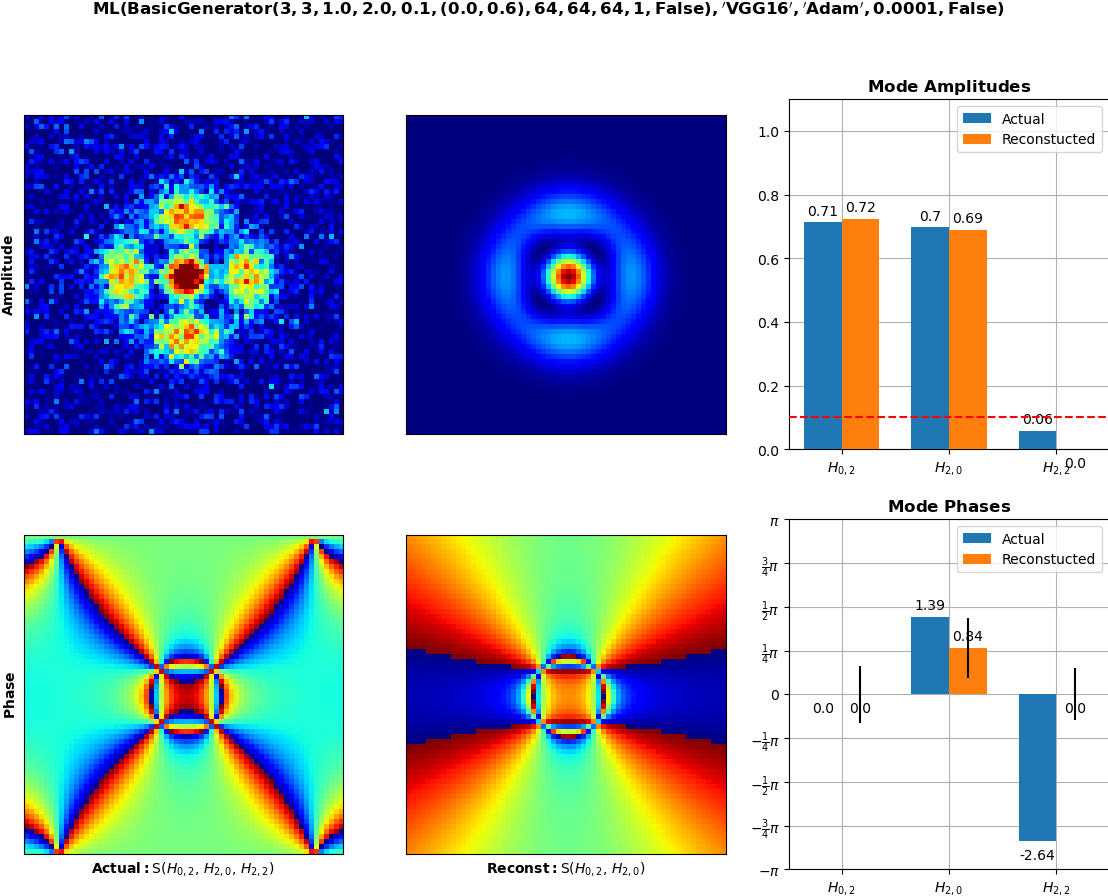 ML(BasicGenerator(3, 3, 1.0, 2.0, 0.1, (0.0, 0.6), 64, 64, 64, 1, False), ′VGG16′, ′Adam′, 0.0001, False)
Amplitude
Mode Amplitudes
Actual
Reconstucted
1.0
0.8
0.6
0.4
0.2
0.0
0.71
0.72
0.7
0.69
0.06
0.0
H0, 2
H2, 0
H2, 2
Phase
Actual: S(H0, 2, H2, 0, H2, 2)
Reconst: S(H0, 2, H2, 0)
Mode Phases
Actual
Reconstucted
π
3/4π
1/2π
1/4π
0
−1/4π
−1/2π
−3/4π
−π
0.0
0.0
1.39
0.84
-2.64
0.0
H0, 2
H2, 0
H2, 2